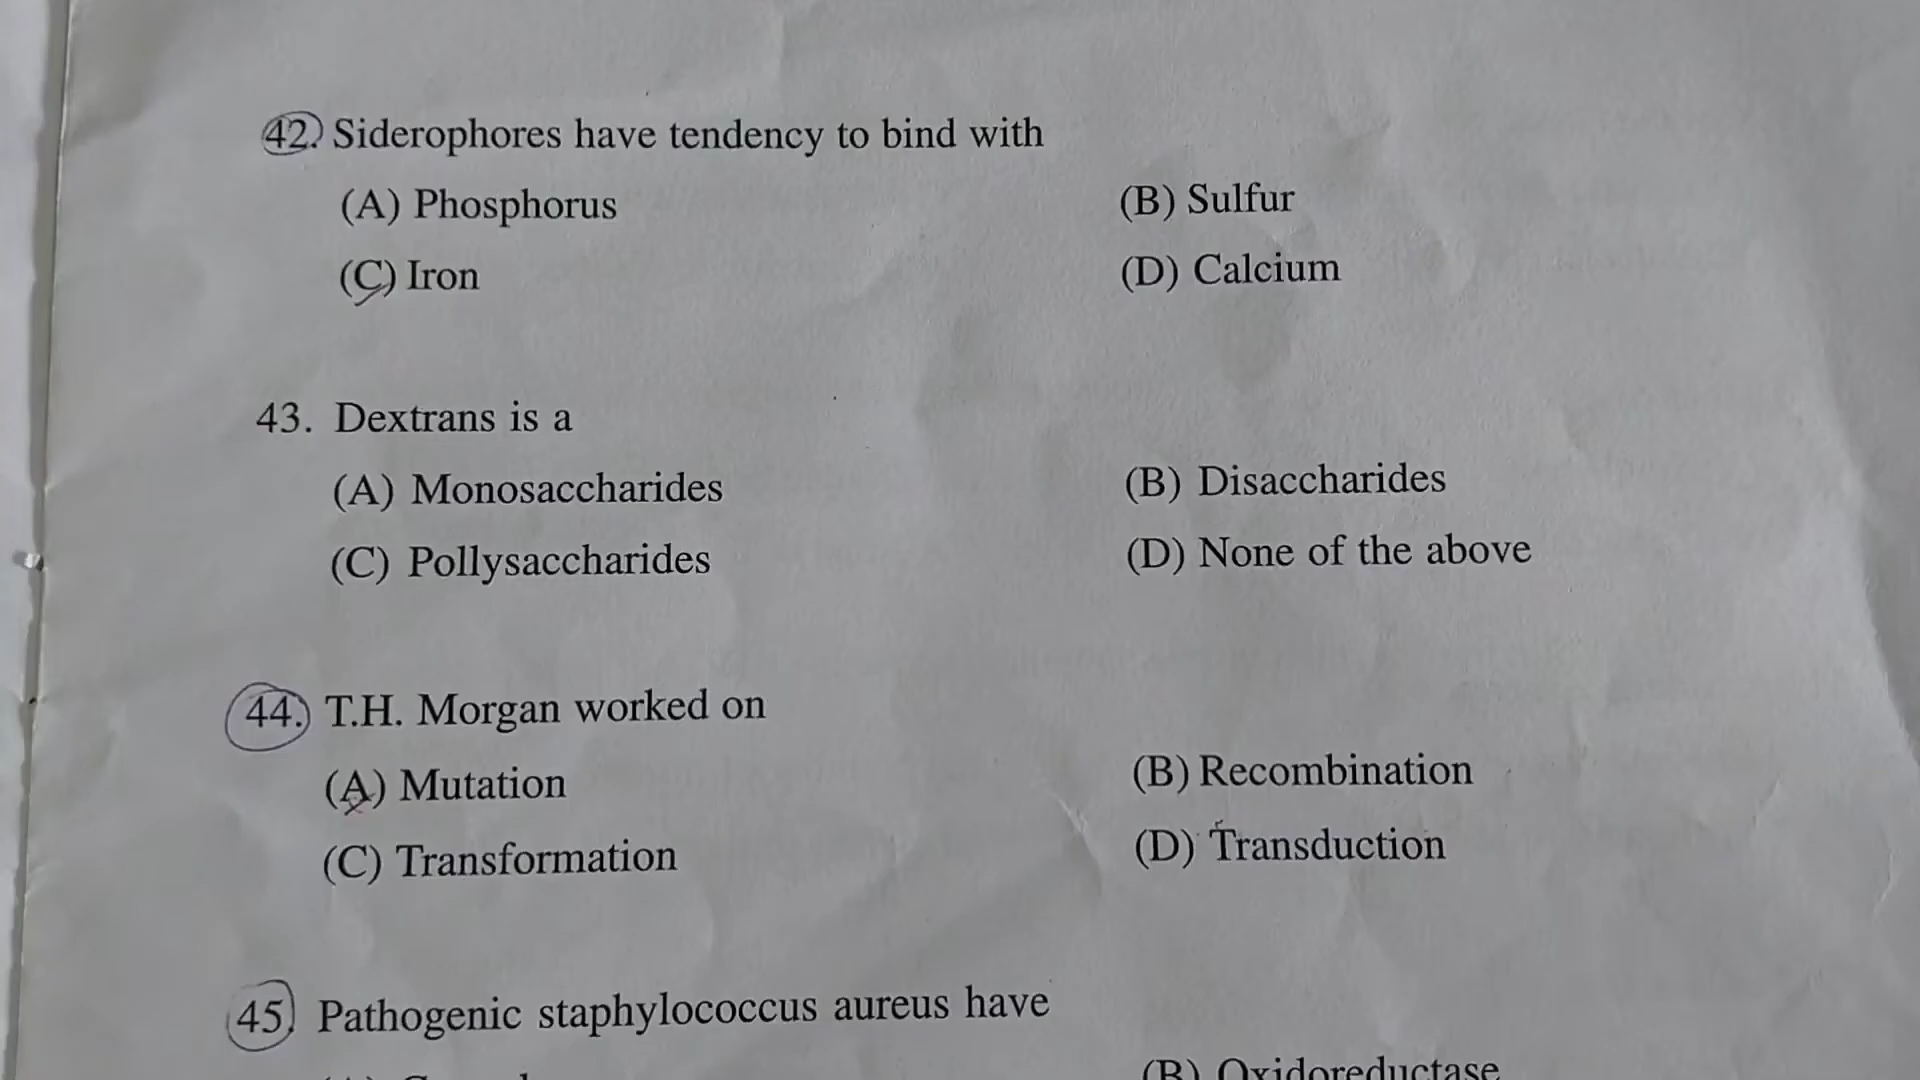 42. Siderophores have tendency to bind with
(A) Phosphorus (B) Sulfur
(C) Iron (D) Calcium
43. Dextrans is a
(A) Monosaccharides (B) Disaccharides
(C) Pollysaccharides (D) None of the above
44. T.H. Morgan worked on
(A) Mutation (B) Recombination
(C) Transformation (D) Transduction
45. Pathogenic staphylococcus aureus have
(B) Oxidoreductase